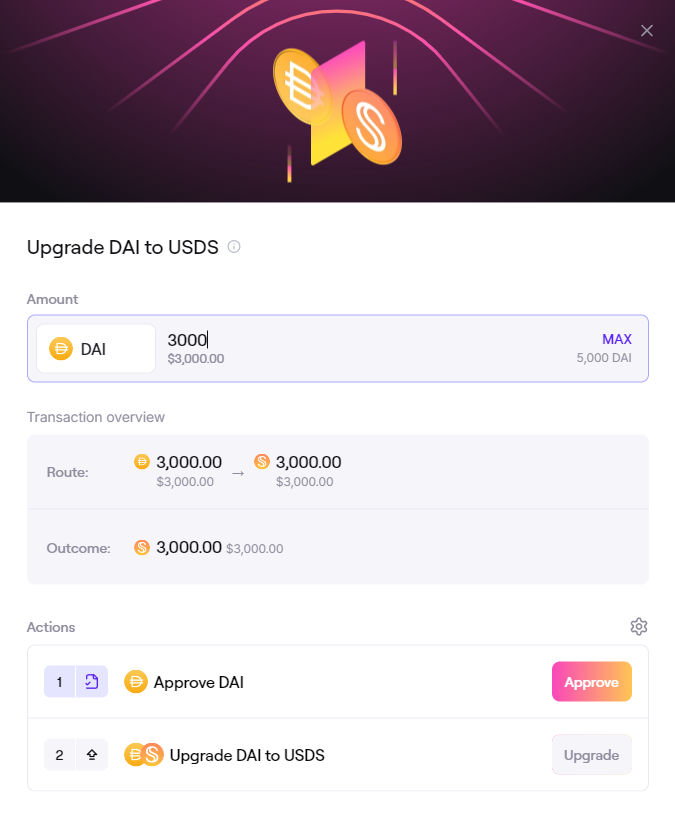 Upgrade DAI to USDS
Amount
DAI
3000
$3,000.00
MAX
5,000 DAI
Transaction overview
Route:
3,000.00 → 3,000.00
$3,000.00 $3,000.00
Outcome:
3,000.00 $3,000.00
Actions
1 Approve DAI Approve
2 Upgrade DAI to USDS Upgrade